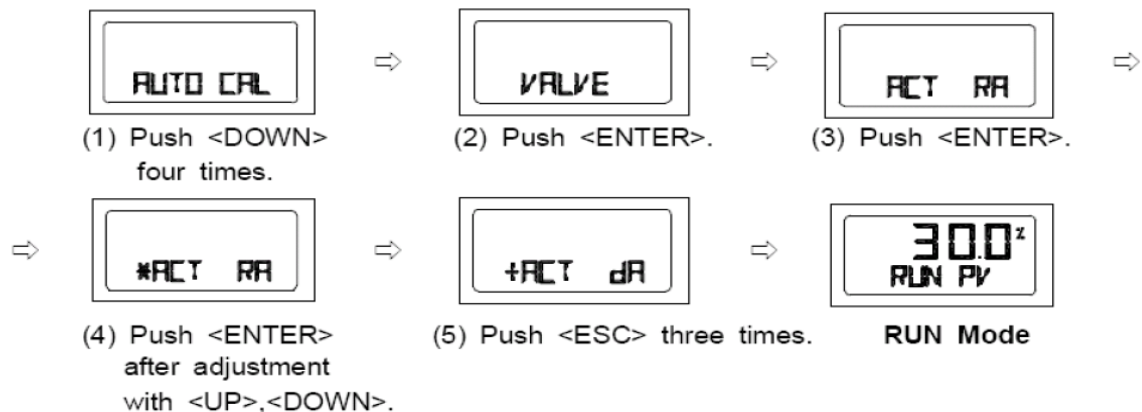 AUTO CAL
(1) Push <DOWN>
four times.
VALVE
(2) Push <ENTER>.
ACT RA
(3) Push <ENTER>.
*ACT RA
(4) Push <ENTER>
after adjustment
with <UP>,<DOWN>.
+ACT dA
(5) Push <ESC> three times.
30.0%
RUN PV
RUN Mode